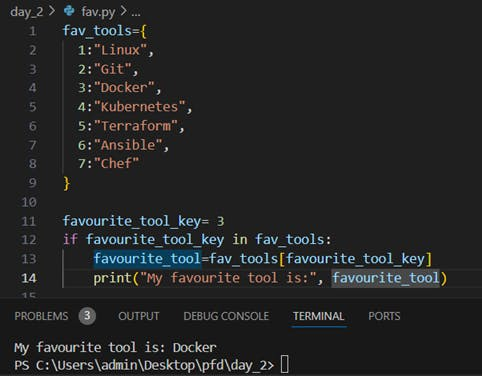 day_2 > fav.py > ...
1 fav_tools={
2 1:"Linux",
3 2:"Git",
4 3:"Docker",
5 4:"Kubernetes",
6 5:"Terraform",
7 6:"Ansible",
8 7:"Chef"
9 }
10
11 favourite_tool_key= 3
12 if favourite_tool_key in fav_tools:
13 favourite_tool=fav_tools[favourite_tool_key]
14 print("My favourite tool is:", favourite_tool)
15
PROBLEMS 3 OUTPUT DEBUG CONSOLE TERMINAL PORTS
My favourite tool is: Docker
PS C:\Users\admin\Desktop\pfd\day_2>